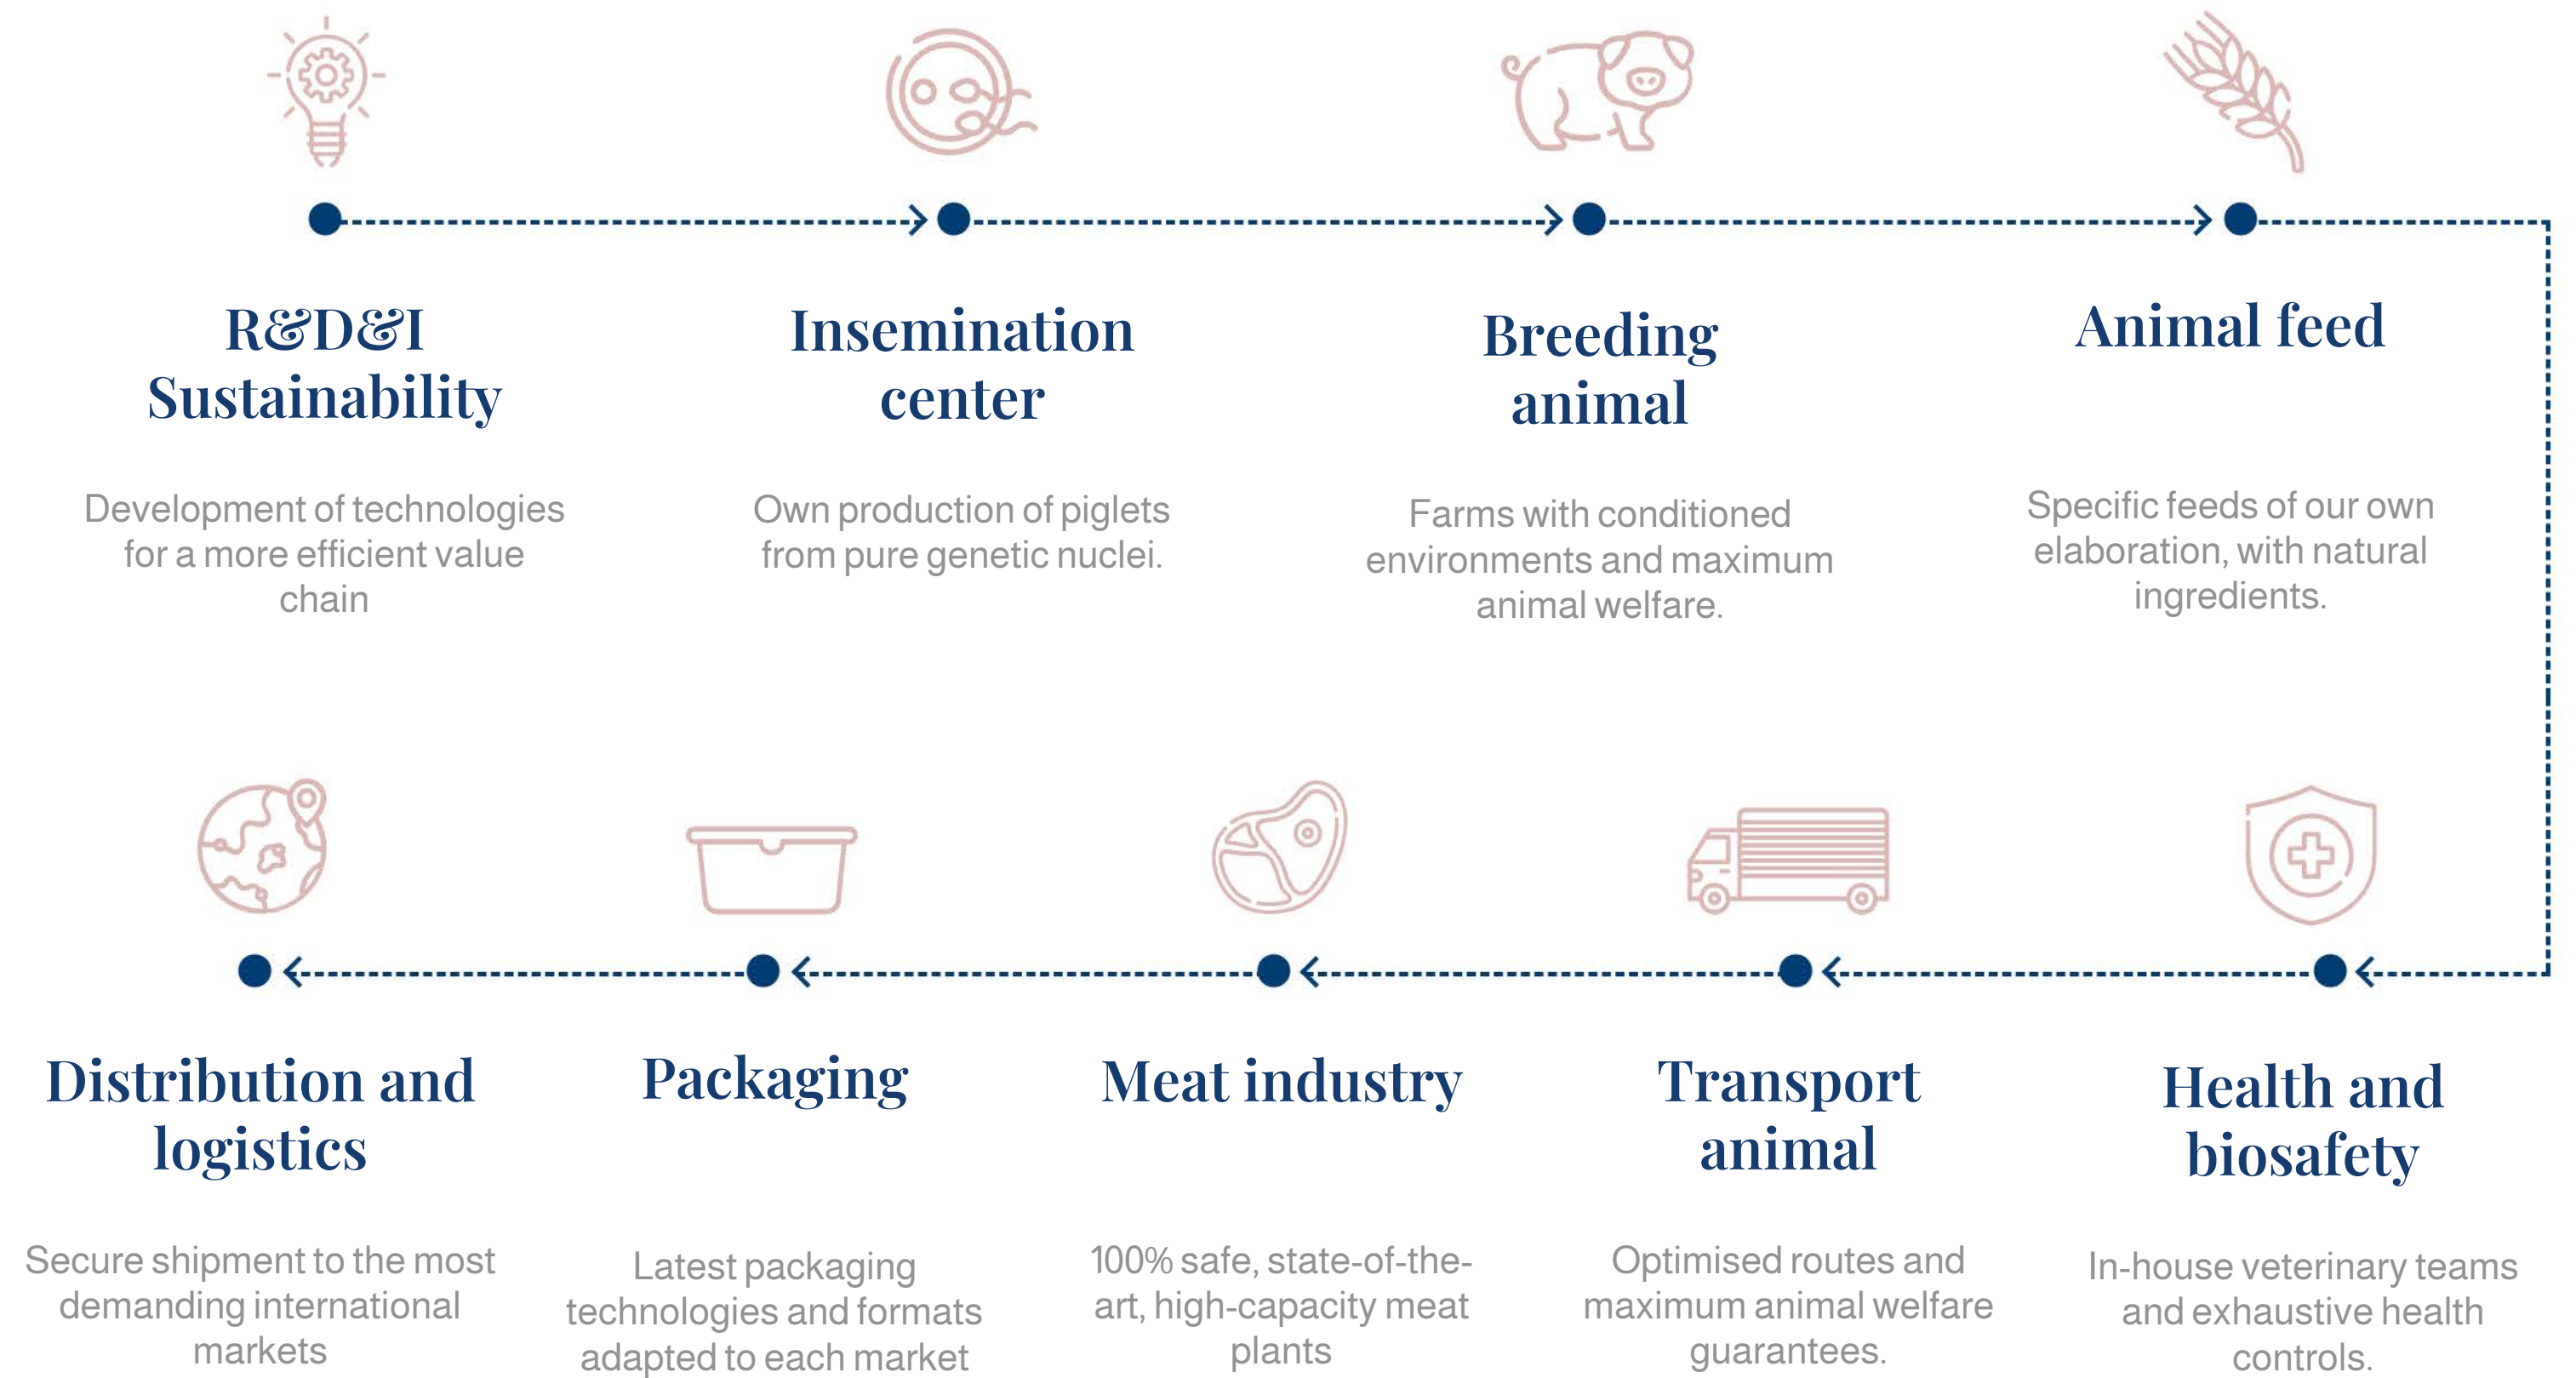 R&D&I
Sustainability
Development of technologies
for a more efficient value
chain
Insemination
center
Own production of piglets
from pure genetic nuclei.
Breeding
animal
Farms with conditioned
environments and maximum
animal welfare.
Animal feed
Specific feeds of our own
elaboration, with natural
ingredients.
Distribution and
logistics
Secure shipment to the most
demanding international
markets
Packaging
Latest packaging
technologies and formats
adapted to each market
Meat industry
100% safe, state-of-the-
art, high-capacity meat
plants
Transport
animal
Optimised routes and
maximum animal welfare
guarantees.
Health and
biosafety
In-house veterinary teams
and exhaustive health
controls.